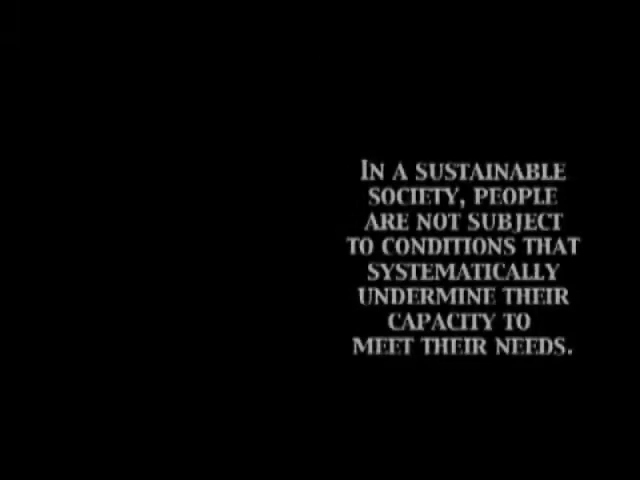 In a sustainable
society, people
are not subject
to conditions that
systematically
undermine their
capacity to
meet their needs.